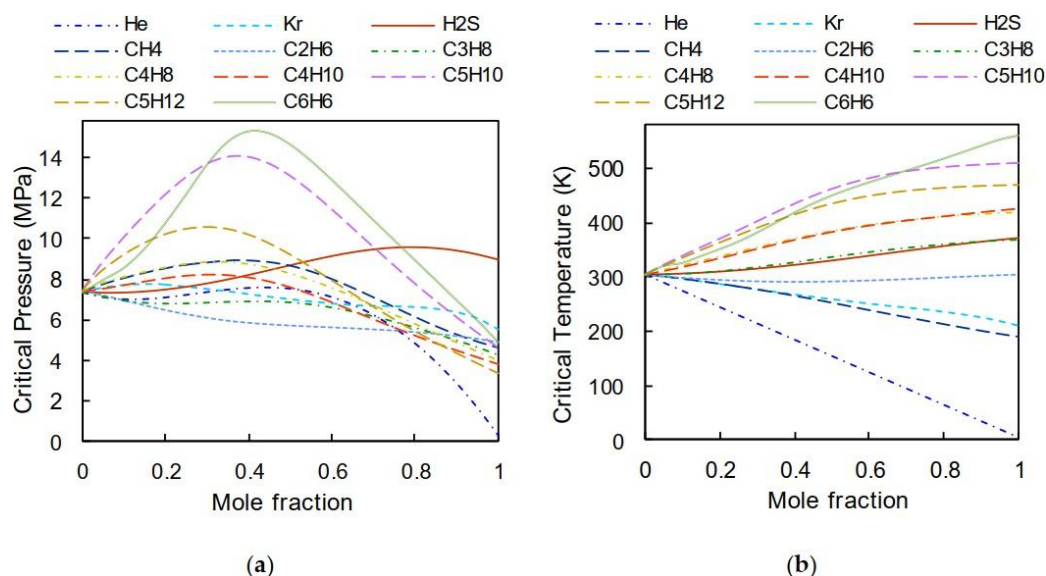 He Kr H2S
CH4 C2H6 C3H8
C4H8 C4H10 C5H10
C5H12 C6H6
Critical Pressure (MPa)
14
12
10
8
6
4
2
0
0 0.2 0.4 0.6 0.8 1
Mole fraction
(a)
He Kr H2S
CH4 C2H6 C3H8
C4H8 C4H10 C5H10
C5H12 C6H6
Critical Temperature (K)
500
400
300
200
100
0
0 0.2 0.4 0.6 0.8 1
Mole fraction
(b)